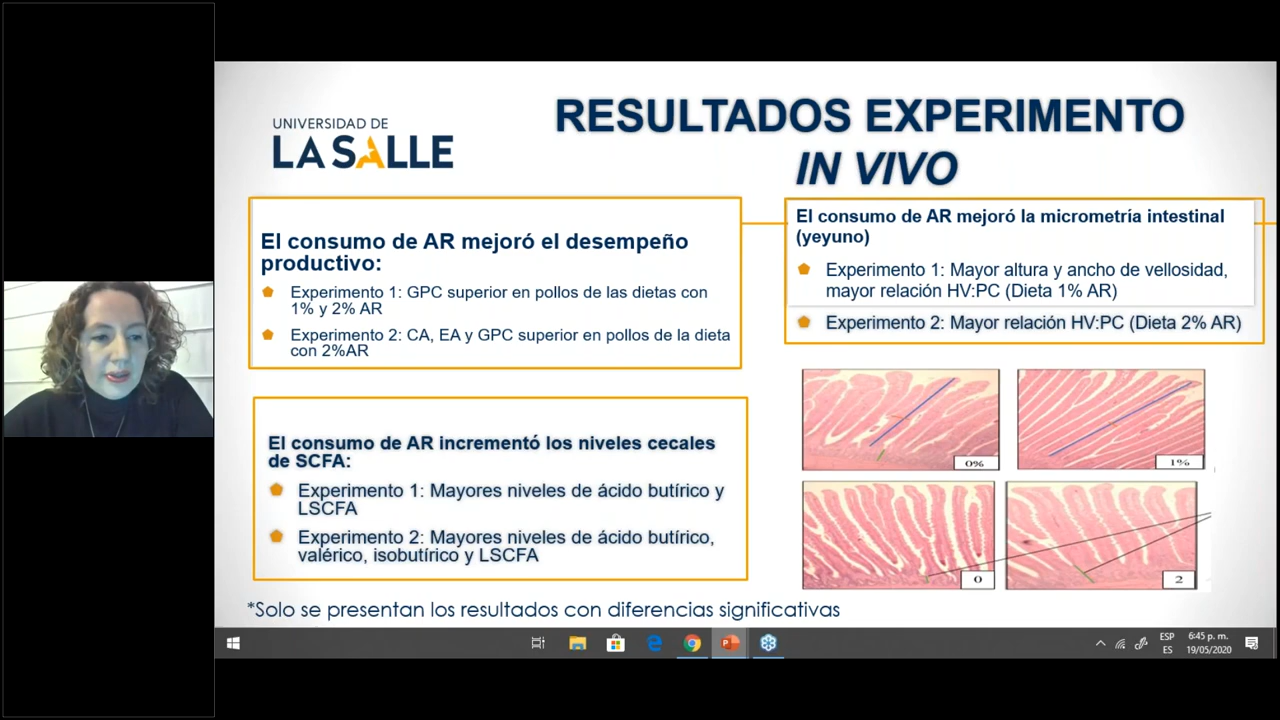 UNIVERSIDAD DE
LA SALLE
RESULTADOS EXPERIMENTO
IN VIVO
El consumo de AR mejoró el desempeño
productivo:
Experimento 1: GPC superior en pollos de las dietas con
1% y 2% AR
Experimento 2: CA, EA y GPC superior en pollos de la dieta
con 2%AR
El consumo de AR incrementó los niveles cecales
de SCFA:
Experimento 1: Mayores niveles de ácido butírico y
LSCFA
Experimento 2: Mayores niveles de ácido butírico,
valérico, isobutírico y LSCFA
El consumo de AR mejoró la micrometría intestinal
(yeyuno)
Experimento 1: Mayor altura y ancho de vellosidad,
mayor relación HV:PC (Dieta 1% AR)
Experimento 2: Mayor relación HV:PC (Dieta 2% AR)
0%
1%
0
2
*Solo se presentan los resultados con diferencias significativas
ESP
ES
6:45 p. m.
19/05/2020